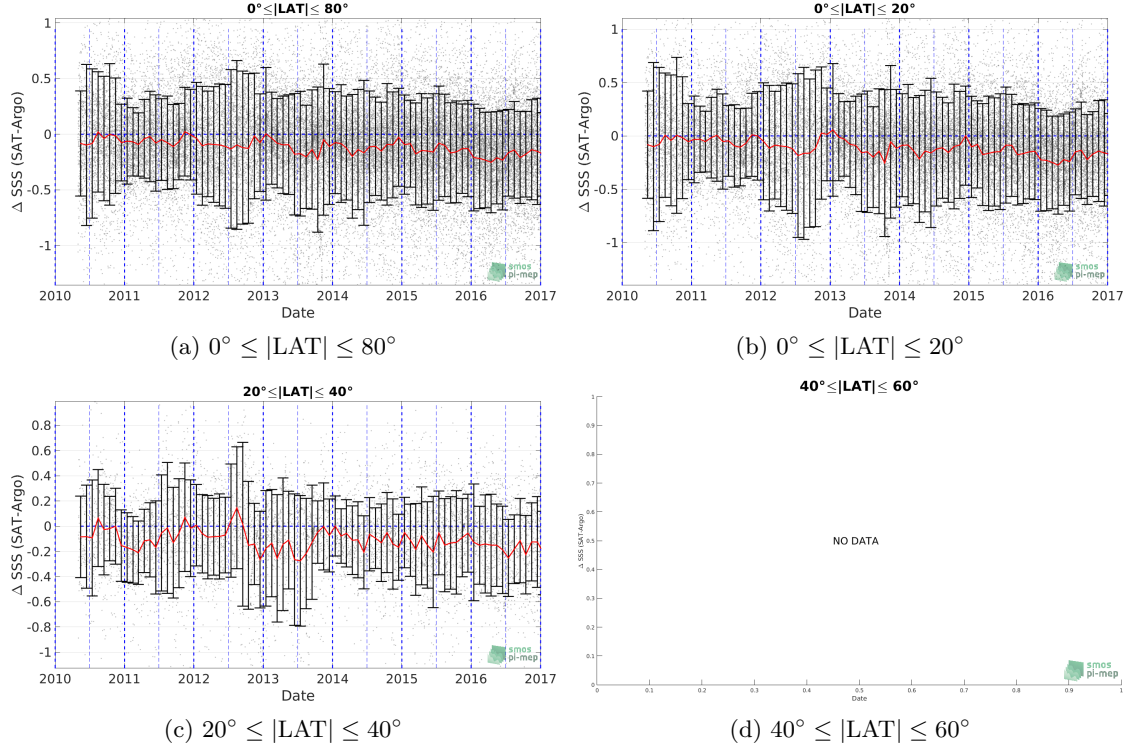 0°≤|LAT|≤ 80°
1
0.5
0
-0.5
-1
Δ SSS (SAT-Argo)
2010 2011 2012 2013 2014 2015 2016 2017
Date
smos
pi-mep
(a) 0° ≤ |LAT| ≤ 80°
0°≤|LAT|≤ 20°
1
0.5
0
-0.5
-1
Δ SSS (SAT-Argo)
2010 2011 2012 2013 2014 2015 2016 2017
Date
smos
pi-mep
(b) 0° ≤ |LAT| ≤ 20°
20°≤|LAT|≤ 40°
0.8
0.6
0.4
0.2
0
-0.2
-0.4
-0.6
-0.8
-1
Δ SSS (SAT-Argo)
2010 2011 2012 2013 2014 2015 2016 2017
Date
smos
pi-mep
(c) 20° ≤ |LAT| ≤ 40°
40°≤|LAT|≤ 60°
1
0.9
0.8
0.7
0.6
0.5
0.4
0.3
0.2
0.1
0
Δ SSS (SAT-Argo)
NO DATA
0 0.1 0.2 0.3 0.4 0.5 0.6 0.7 0.8 0.9 1
Date
smos
pi-mep
(d) 40° ≤ |LAT| ≤ 60°